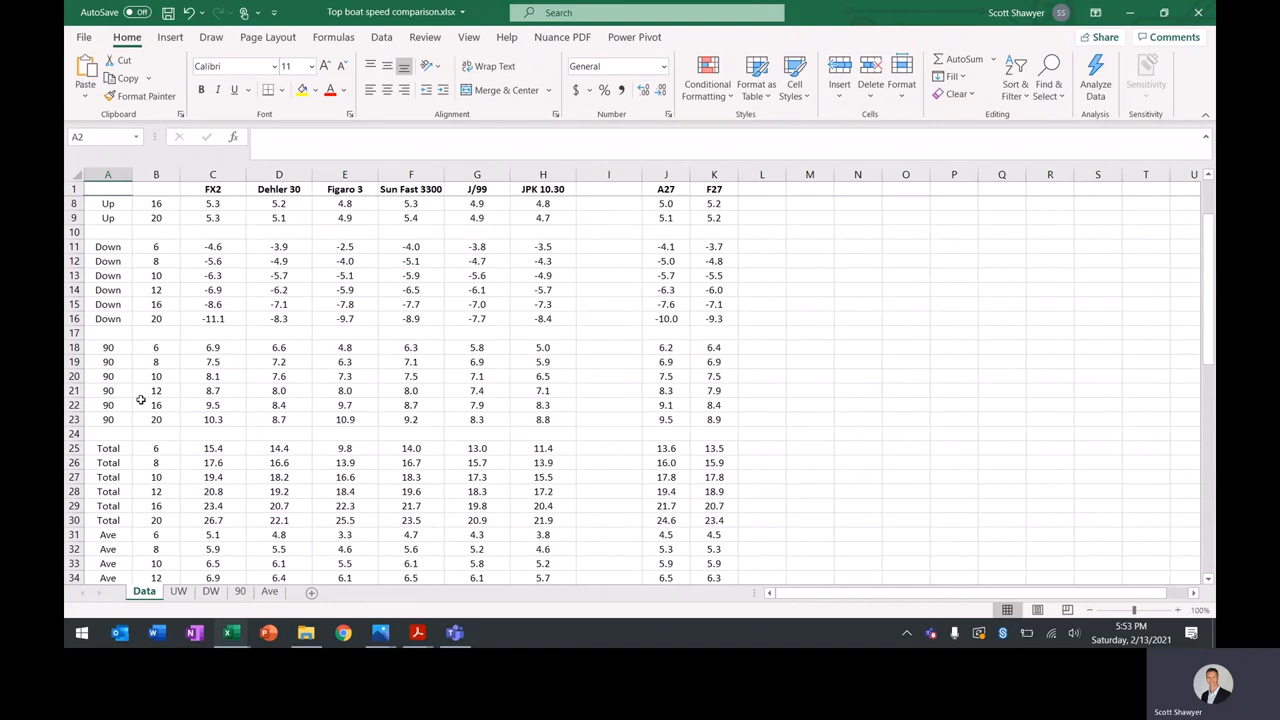 AutoSave Off Top boat speed comparison.xlsx Search Scott Shawyer SS
File Home Insert Draw Page Layout Formulas Data Review View Help Nuance PDF Power Pivot Share Comments
Paste Cut Copy Format Painter Calibri 11 Wrap Text General Conditional Formatting Format as Table Cell Styles Insert Delete Format AutoSum Fill Clear Sort & Filter Find & Select Analyze Data Sensitivity
B I U A Merge & Center $ % 9
Clipboard Font Alignment Number Styles Cells Editing Analysis Sensitivity
A2 fx
A B C D E F G H I J K L M N O P Q R S T U
1 FX2 Dehler 30 Figaro 3 Sun Fast 3300 J/99 JPK 10.30 A27 F27
8 Up 16 5.3 5.2 4.8 5.3 4.9 4.8 5.0 5.2
9 Up 20 5.3 5.1 4.9 5.4 4.9 4.7 5.1 5.2
10
11 Down 6 -4.6 -3.9 -2.5 -4.0 -3.8 -3.5 -4.1 -3.7
12 Down 8 -5.6 -4.9 -4.0 -5.1 -4.7 -4.3 -5.0 -4.8
13 Down 10 -6.3 -5.7 -5.1 -5.9 -5.6 -4.9 -5.7 -5.5
14 Down 12 -6.9 -6.2 -5.9 -6.5 -6.1 -5.7 -6.3 -6.0
15 Down 16 -8.6 -7.1 -7.8 -7.7 -7.0 -7.3 -7.6 -7.1
16 Down 20 -11.1 -8.3 -9.7 -8.9 -7.7 -8.4 -10.0 -9.3
17
18 90 6 6.9 6.6 4.8 6.3 5.8 5.0 6.2 6.4
19 90 8 7.5 7.2 6.3 7.1 6.9 5.9 6.9 6.9
20 90 10 8.1 7.6 7.3 7.5 7.1 6.5 7.5 7.5
21 90 12 8.7 8.0 8.0 8.0 7.4 7.1 8.3 7.9
22 90 16 9.5 8.4 9.7 8.7 7.9 8.3 9.1 8.4
23 90 20 10.3 8.7 10.9 9.2 8.3 8.8 9.5 8.9
24
25 Total 6 15.4 14.4 9.8 14.0 13.0 11.4 13.6 13.5
26 Total 8 17.6 16.6 13.9 16.7 15.7 13.9 16.0 15.9
27 Total 10 19.4 18.2 16.6 18.3 17.3 15.5 17.8 17.8
28 Total 12 20.8 19.2 18.4 19.6 18.3 17.2 19.4 18.9
29 Total 16 23.4 20.7 22.3 21.7 19.8 20.4 21.7 20.7
30 Total 20 26.7 22.1 25.5 23.5 20.9 21.9 24.6 23.4
31 Ave 6 5.1 4.8 3.3 4.7 4.3 3.8 4.5 4.5
32 Ave 8 5.9 5.5 4.6 5.6 5.2 4.6 5.3 5.3
33 Ave 10 6.5 6.1 5.5 6.1 5.8 5.2 5.9 5.9
34 Ave 12 6.9 6.4 6.1 6.5 6.1 5.7 6.5 6.3
Data UW DW 90 Ave
100%
5:53 PM
Saturday, 2/13/2021
Scott Shawyer